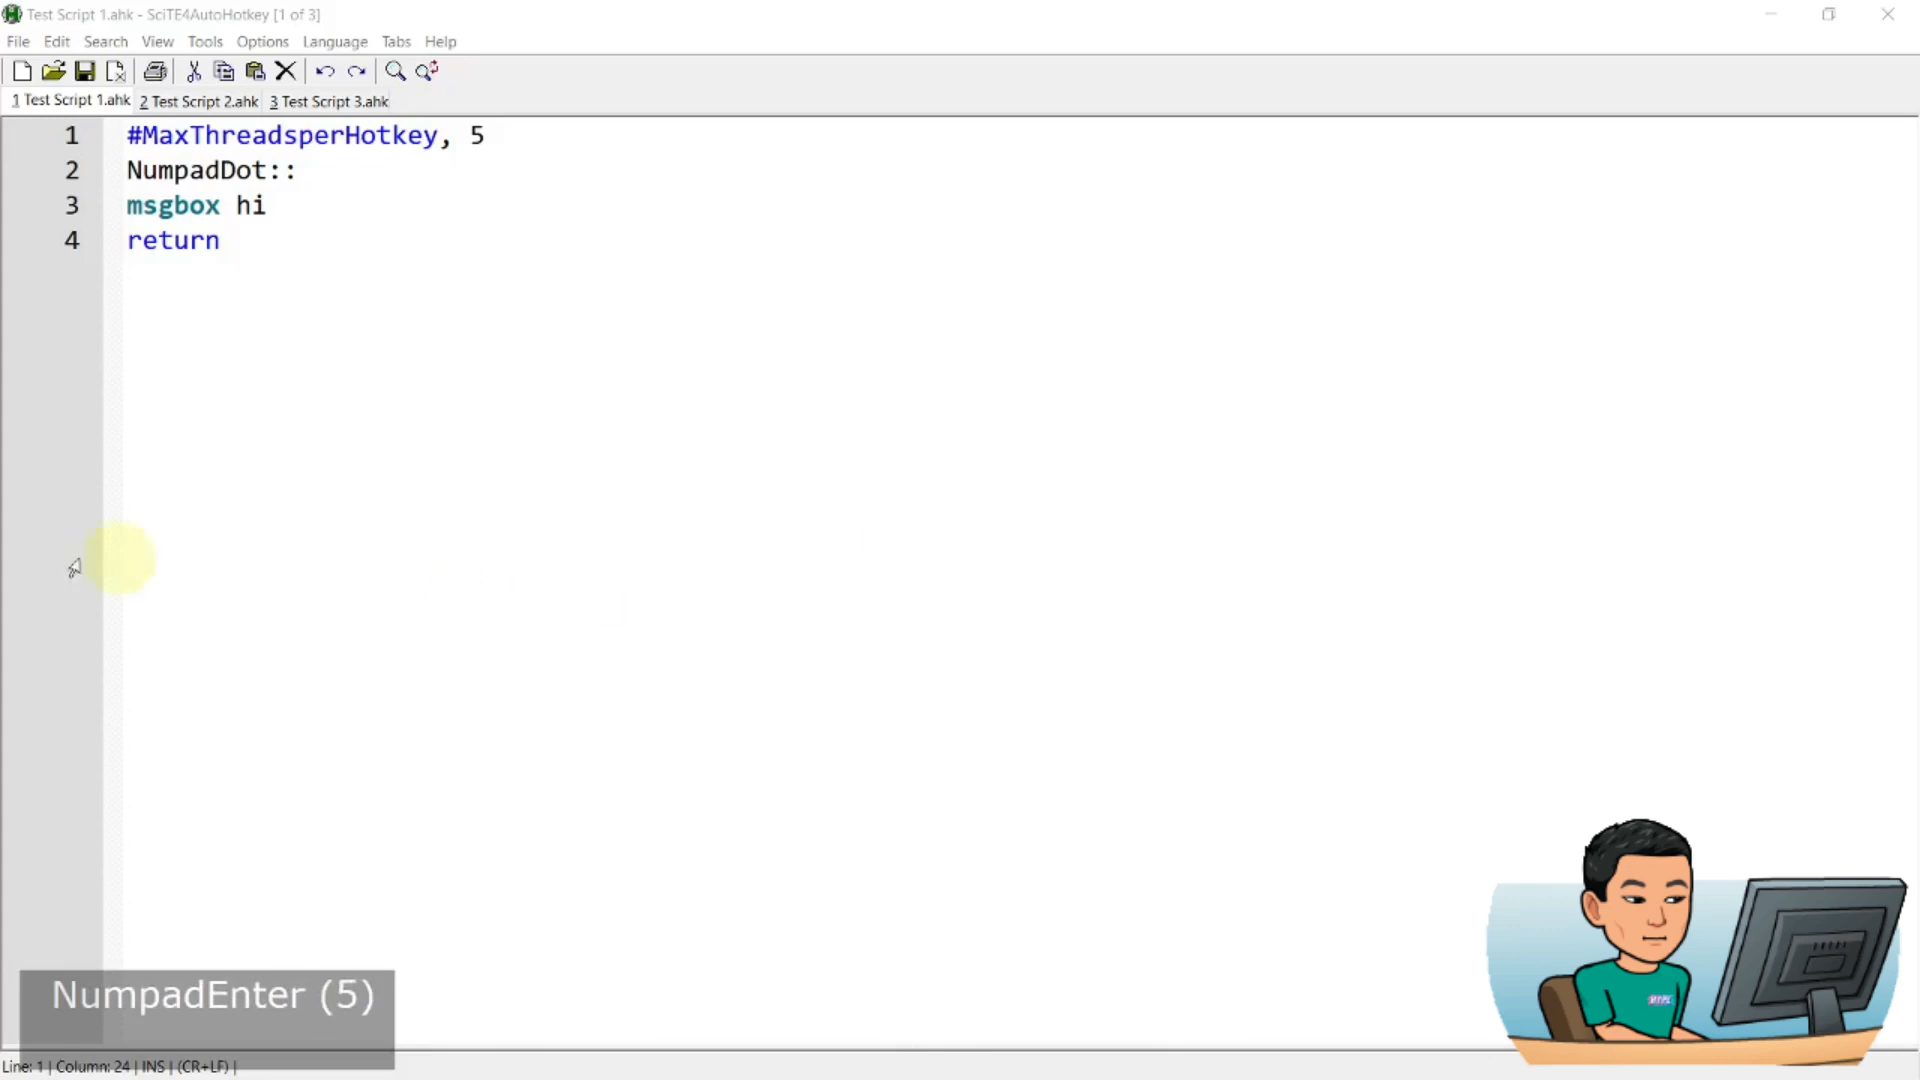 Test Script 1.ahk - SciTE4AutoHotkey [1 of 3]
File Edit Search View Tools Options Language Tabs Help
1 Test Script 1.ahk 2 Test Script 2.ahk 3 Test Script 3.ahk
1 #MaxThreadsperHotkey, 5
2 NumpadDot::
3 msgbox hi
4 return
NumpadEnter (5)
Line: 1 | Column: 24 | INS | (CR+LF) |